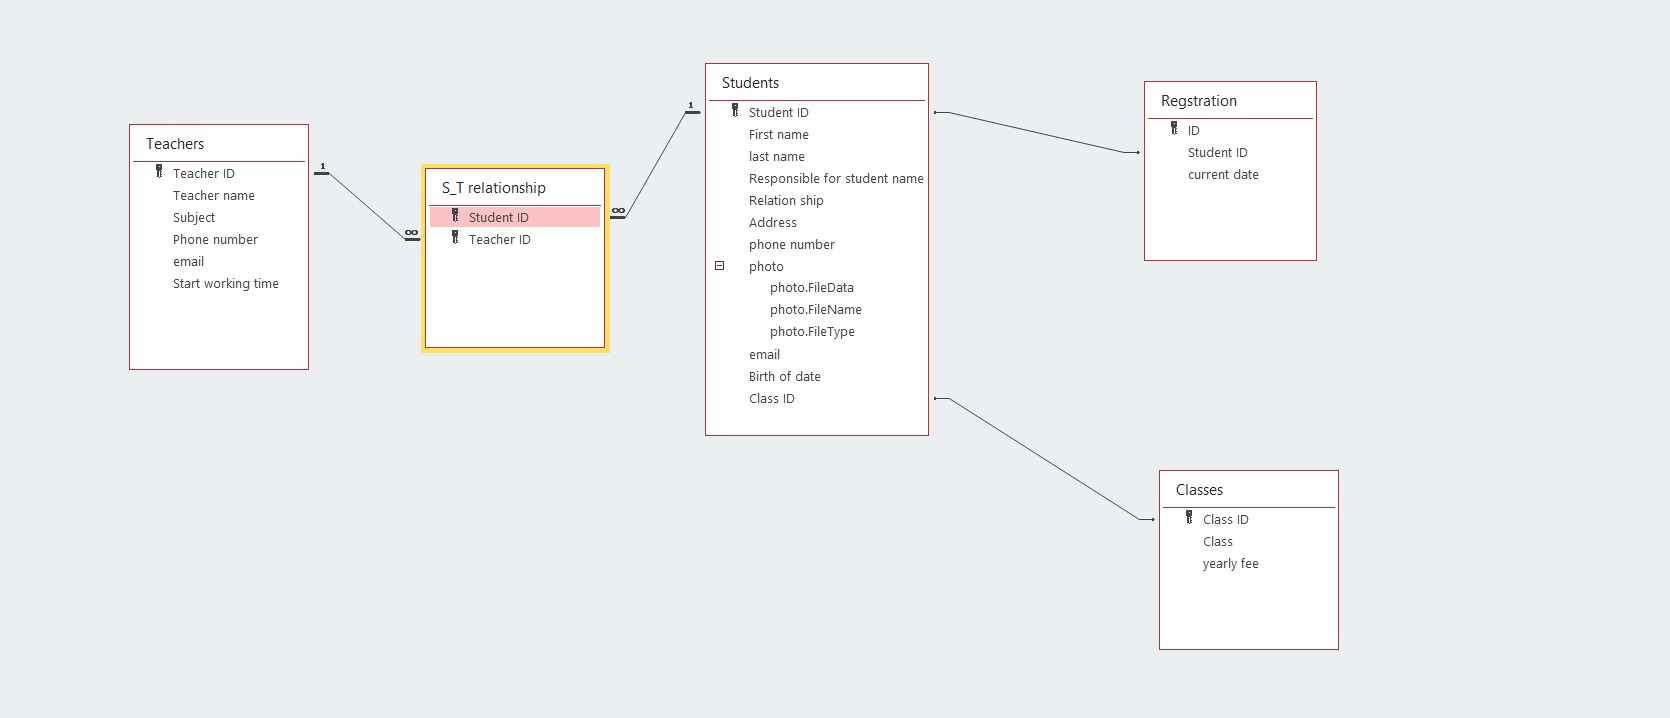 Teachers
Teacher ID
Teacher name
Subject
Phone number
email
Start working time
1
∞
S_T relationship
Student ID
Teacher ID
∞
1
Students
Student ID
First name
last name
Responsible for student name
Relation ship
Address
phone number
photo
photo.FileData
photo.FileName
photo.FileType
email
Birth of date
Class ID
Regstration
ID
Student ID
current date
Classes
Class ID
Class
yearly fee